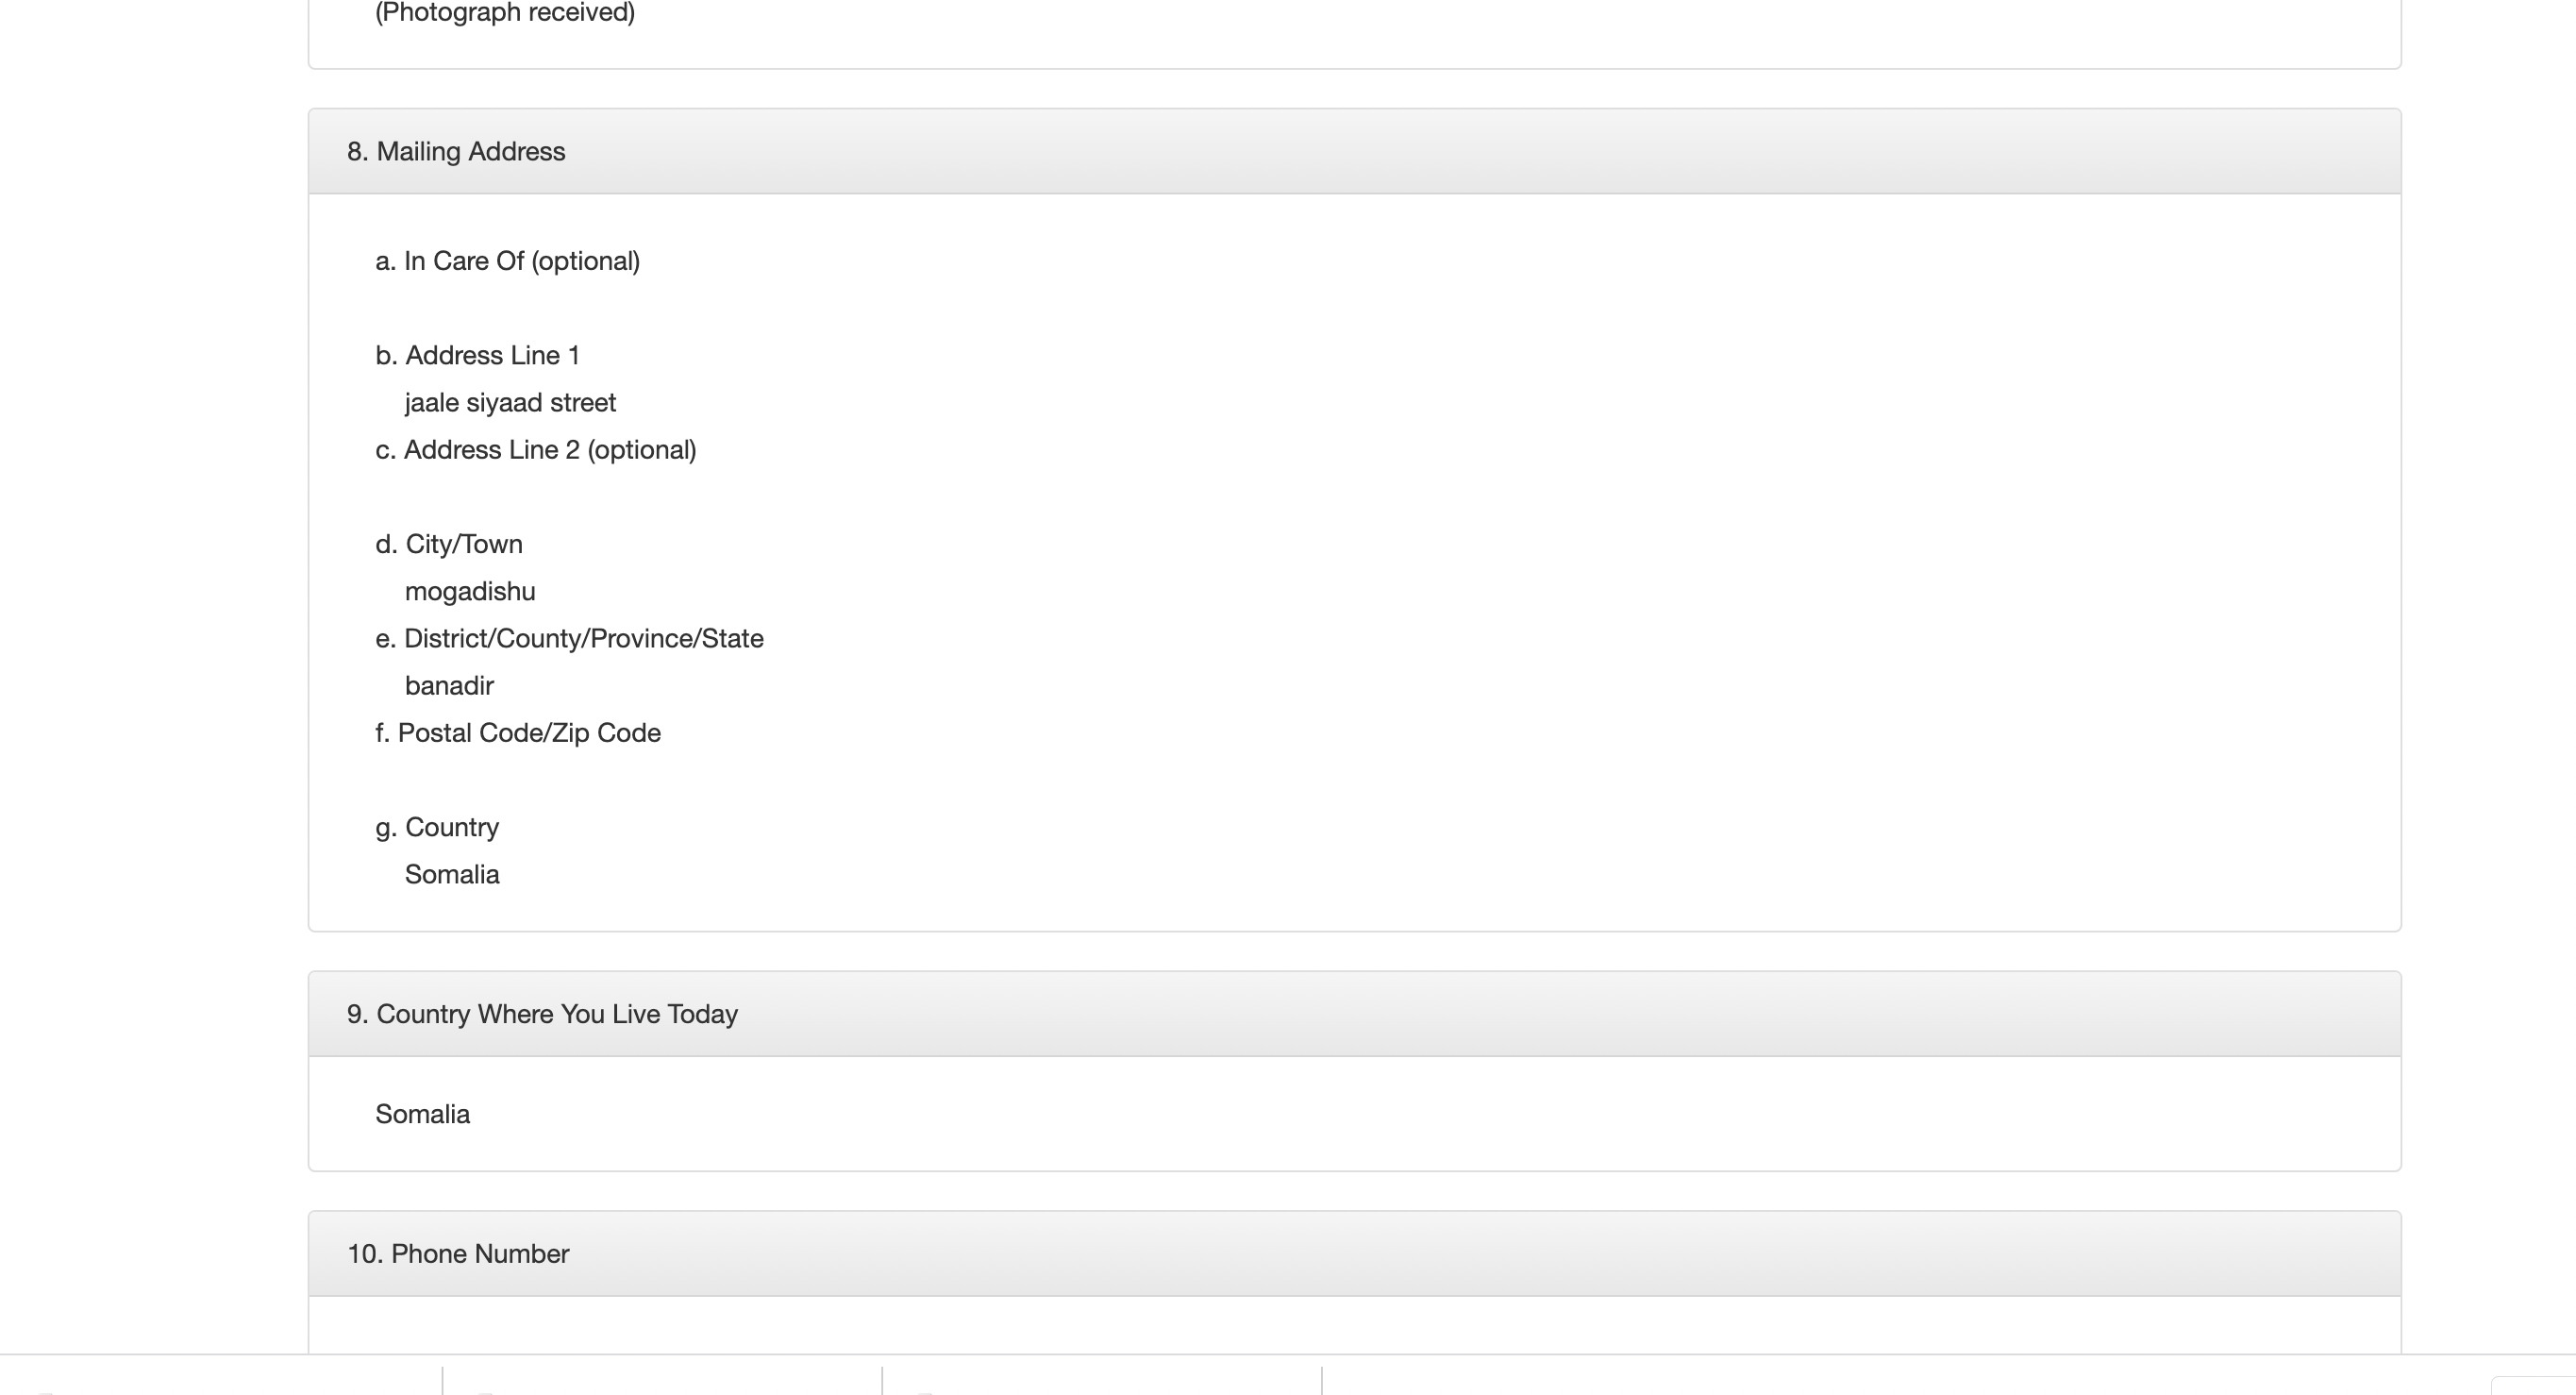 (Photograph received)
8. Mailing Address
a. In Care Of (optional)
b. Address Line 1
jaale siyaad street
c. Address Line 2 (optional)
d. City/Town
mogadishu
e. District/County/Province/State
banadir
f. Postal Code/Zip Code
g. Country
Somalia
9. Country Where You Live Today
Somalia
10. Phone Number